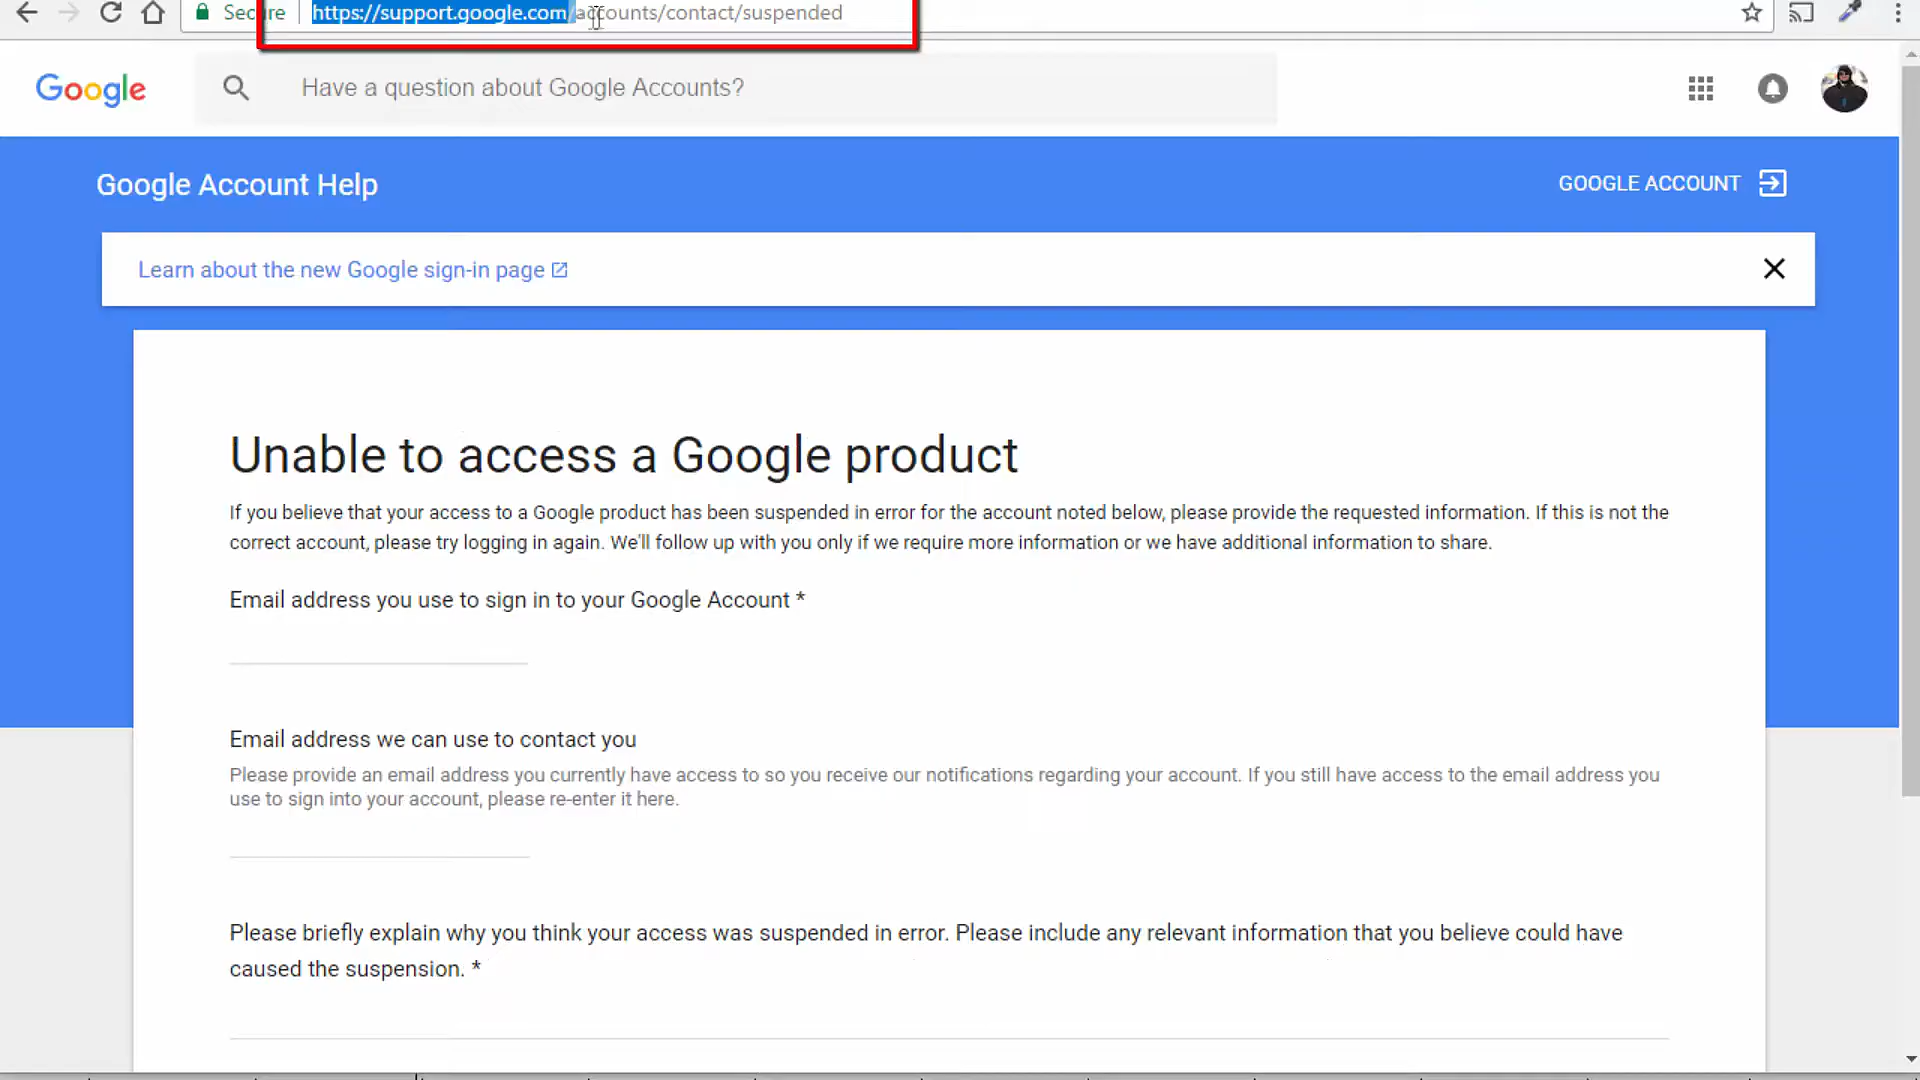 Secure
https://support.google.com/accounts/contact/suspended
Google
Have a question about Google Accounts?
Google Account Help
GOOGLE ACCOUNT
Learn about the new Google sign-in page
Unable to access a Google product
If you believe that your access to a Google product has been suspended in error for the account noted below, please provide the requested information. If this is not the
correct account, please try logging in again. We'll follow up with you only if we require more information or we have additional information to share.
Email address you use to sign in to your Google Account *
Email address we can use to contact you
Please provide an email address you currently have access to so you receive our notifications regarding your account. If you still have access to the email address you
use to sign into your account, please re-enter it here.
Please briefly explain why you think your access was suspended in error. Please include any relevant information that you believe could have
caused the suspension. *